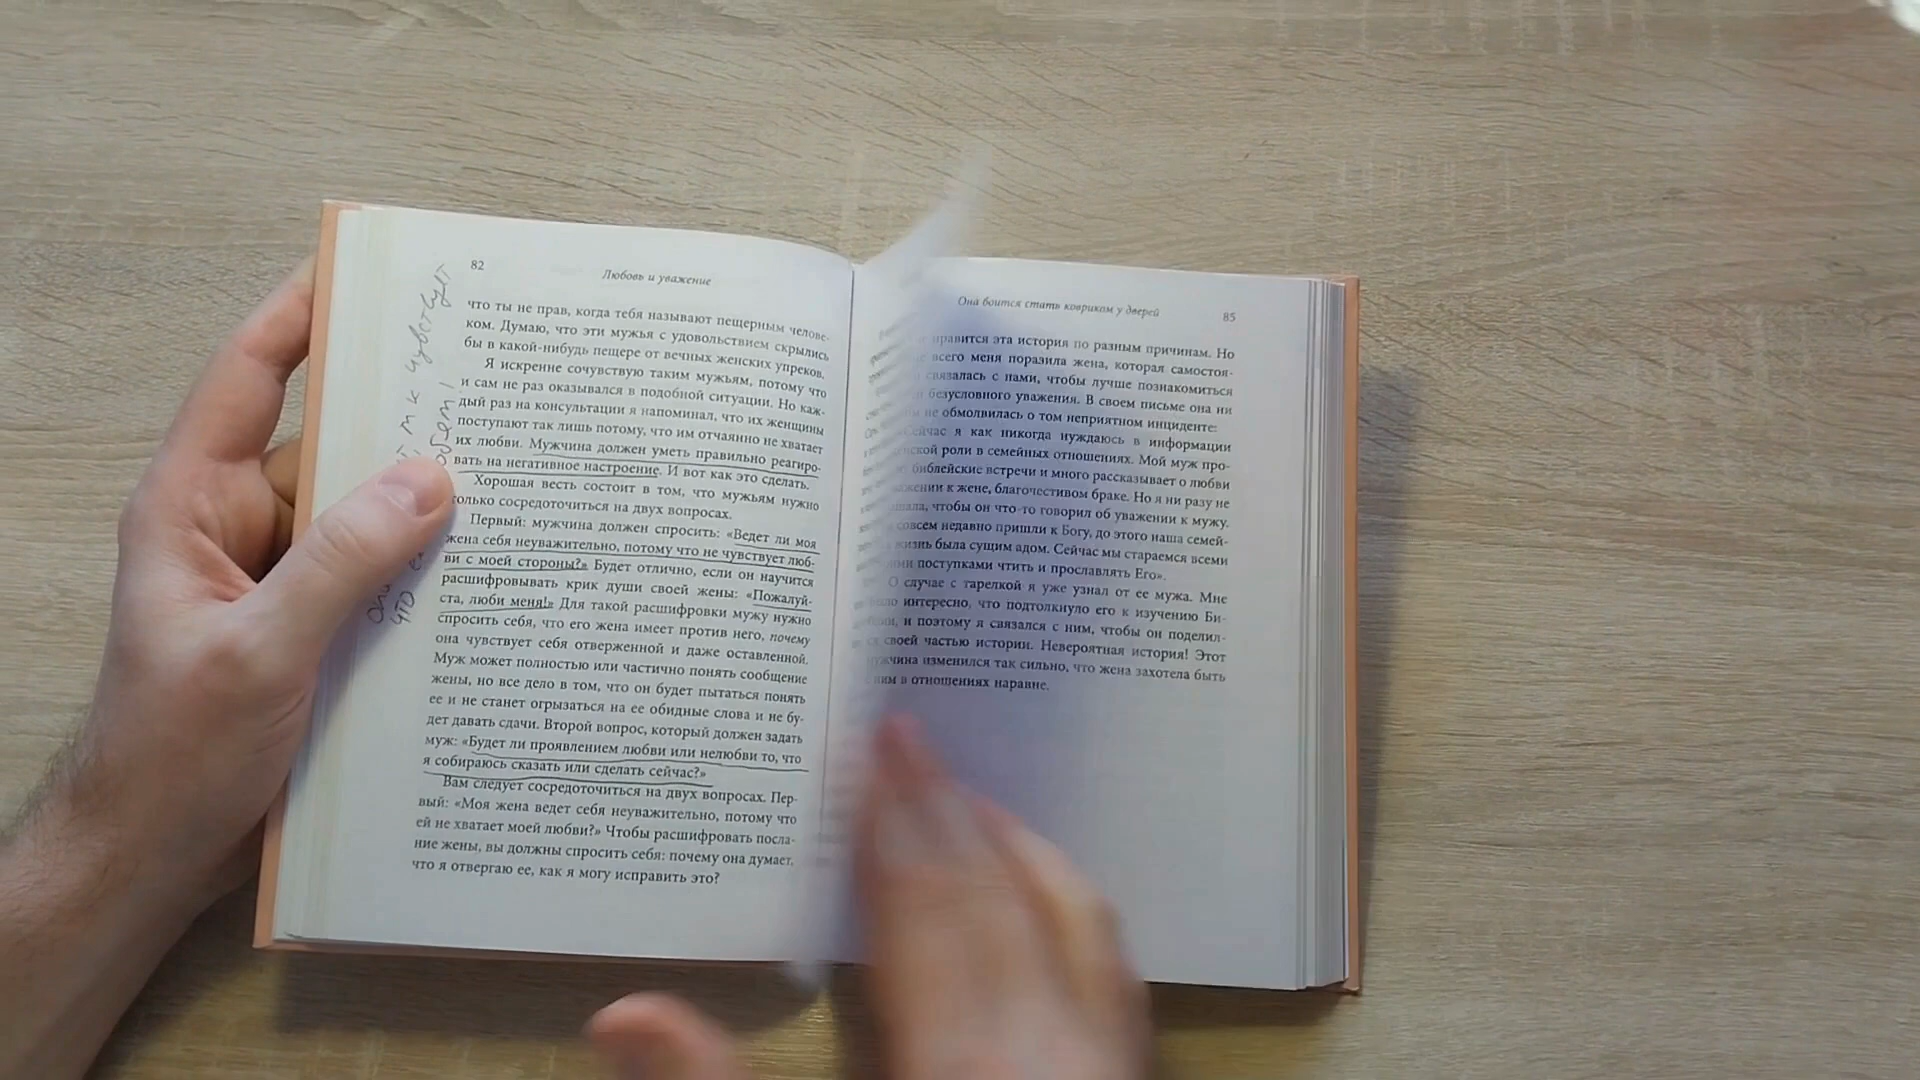 82
Любовь и уважение
что ты не прав, когда тебя называют пещерным челове-
ком. Думаю, что эти мужья с удовольствием скрылись
бы в какой-нибудь пещере от вечных женских упреков.
Я искренне сочувствую таким мужьям, потому что
и сам не раз оказывался в подобной ситуации. Но каж-
дый раз на консультации я напоминал, что их женщины
поступают так лишь потому, что им отчаянно не хватает
их любви. Мужчина должен уметь правильно реагиро-
вать на негативное настроение. И вот как это сделать.
Хорошая весть состоит в том, что мужьям нужно
только сосредоточиться на двух вопросах.
Первый: мужчина должен спросить: «Ведет ли моя
жена себя неуважительно, потому что не чувствует люб-
ви с моей стороны?» Будет отлично, если он научится
расшифровывать крик души своей жены: «Пожалуй-
ста, люби меня!» Для такой расшифровки мужу нужно
спросить себя, что его жена имеет против него, почему
она чувствует себя отверженной и даже оставленной.
Муж может полностью или частично понять сообщение
жены, но все дело в том, что он будет пытаться понять
ее и не станет огрызаться на ее обидные слова и не бу-
дет давать сдачи. Второй вопрос, который должен задать
муж: «Будет ли проявлением любви или нелюбви то, что
я собираюсь сказать или сделать сейчас?»
Вам следует сосредоточиться на двух вопросах. Пер-
вый: «Моя жена ведет себя неуважительно, потому что
ей не хватает моей любви?» Чтобы расшифровать посла-
ние жены, вы должны спросить себя: почему она думает,
что я отвергаю ее, как я могу исправить это?
чувствует
что
Она боится стать ковриком у дверей
85
нравится эта история по разным причинам. Но
всего меня поразила жена, которая самостоя-
связалась с нами, чтобы лучше познакомиться
безусловного уважения. В своем письме она ни
не обмолвилась о том неприятном инциденте:
я как никогда нуждаюсь в информации
роли в семейных отношениях. Мой муж про-
библейские встречи и много рассказывает о любви
к жене, благочестивом браке. Но я ни разу не
чтобы он что-то говорил об уважении к мужу.
совсем недавно пришли к Богу, до этого наша семей-
жизнь была сущим адом. Сейчас мы стараемся всеми
поступками чтить и прославлять Его».
О случае с тарелкой я уже узнал от ее мужа. Мне
интересно, что подтолкнуло его к изучению Би-
и поэтому я связался с ним, чтобы он поделил-
ся своей частью истории. Невероятная история! Этот
мужчина изменился так сильно, что жена захотела быть
с ним в отношениях наравне.